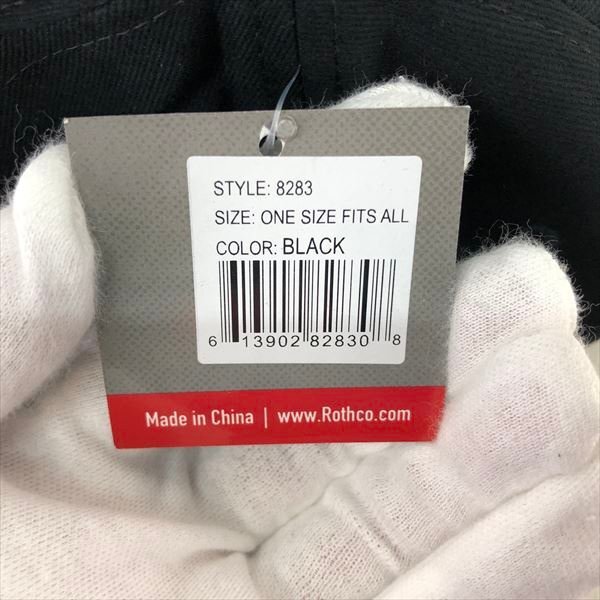 STYLE: 8283
SIZE: ONE SIZE FITS ALL
COLOR: BLACK
6 13902 82830 8
Made in China | www.Rothco.com